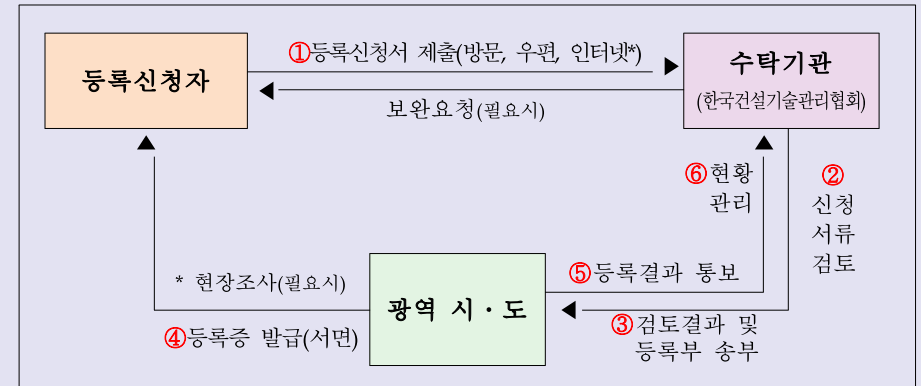 ①등록신청서 제출(방문, 우편, 인터넷*)
등록신청자
수탁기관
(한국건설기술관리협회)
보완요청(필요시)
⑥현황
관리
②
신청
서류
검토
* 현장조사(필요시)
광역 시·도
⑤등록결과 통보
④등록증 발급(서면)
③검토결과 및
등록부 송부